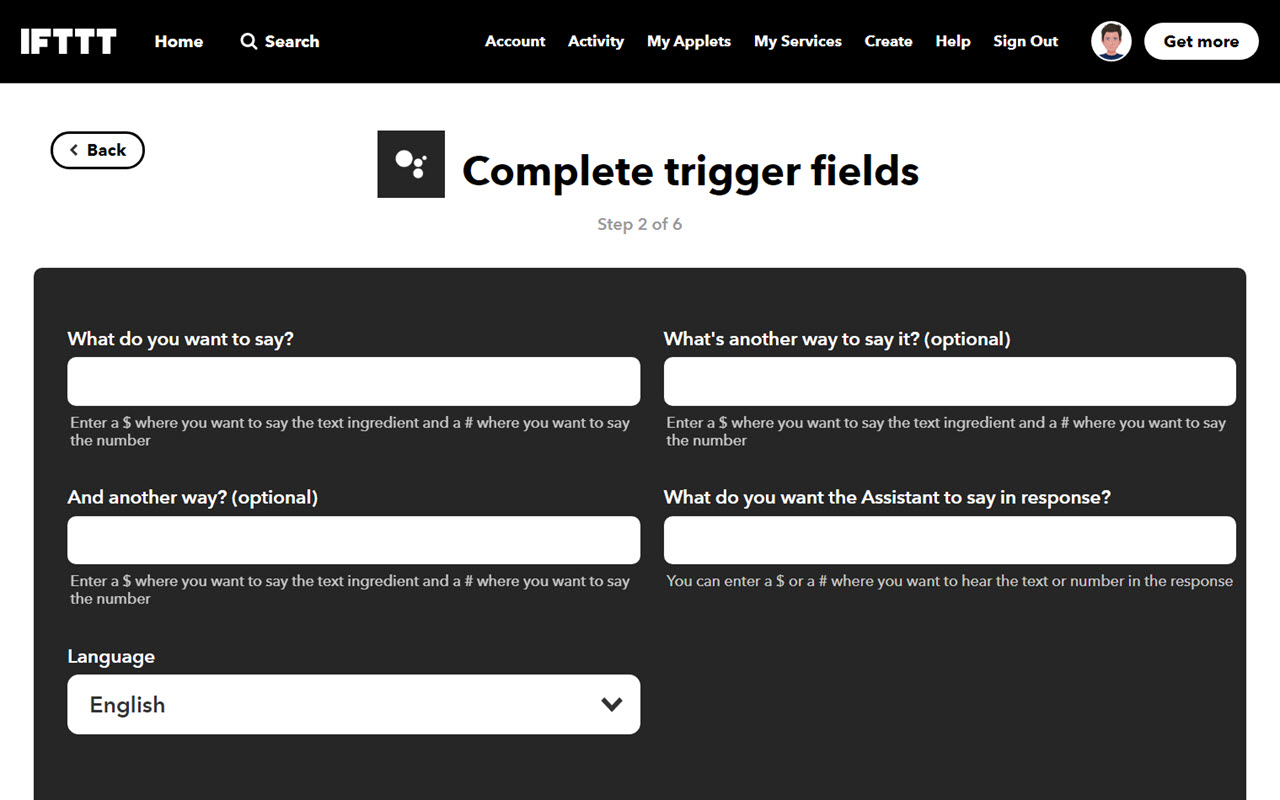 IFTTT Home Search Account Activity My Applets My Services Create Help Sign Out Get more
Back
Complete trigger fields
Step 2 of 6
What do you want to say?
Enter a $ where you want to say the text ingredient and a # where you want to say
the number
What's another way to say it? (optional)
Enter a $ where you want to say the text ingredient and a # where you want to say
the number
And another way? (optional)
Enter a $ where you want to say the text ingredient and a # where you want to say
the number
What do you want the Assistant to say in response?
You can enter a $ or a # where you want to hear the text or number in the response
Language
English